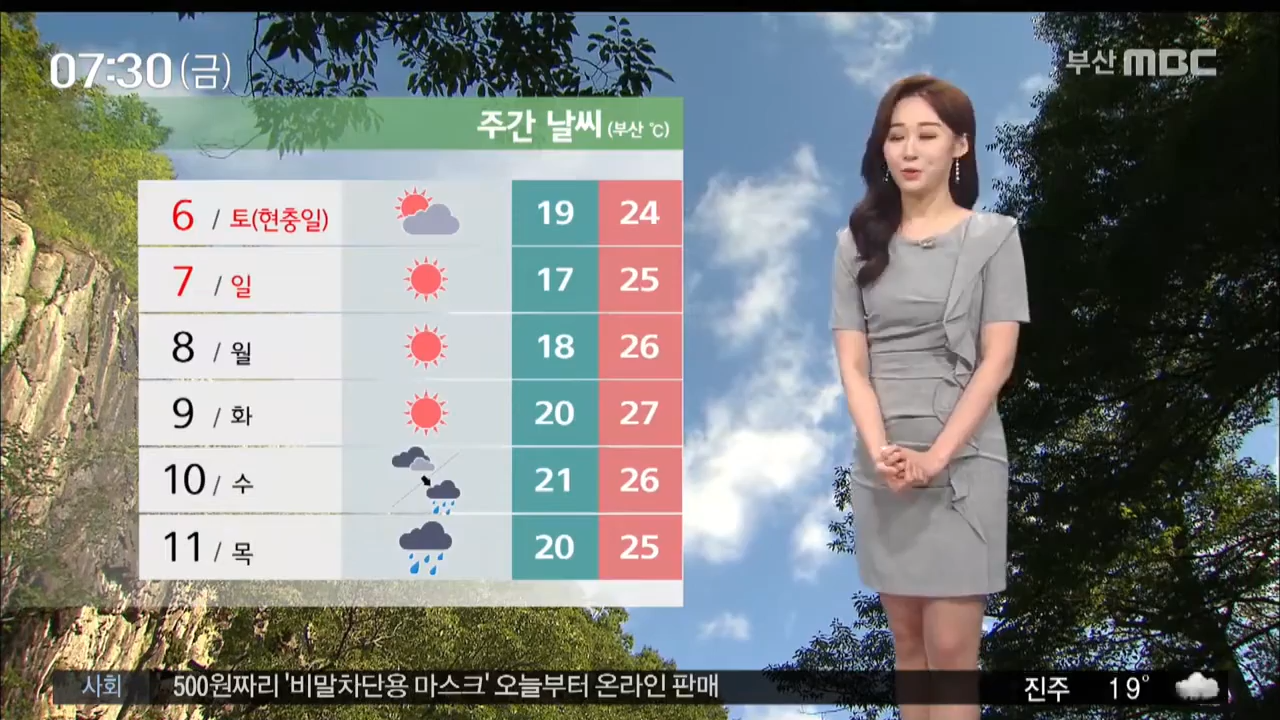 07:30(금)
부산 MBC
주간 날씨 (부산 ℃)
6 / 토(현충일) 19 24
7 / 일 17 25
8 / 월 18 26
9 / 화 20 27
10 / 수 21 26
11 / 목 20 25
사회 500원짜리 '비말차단용 마스크' 오늘부터 온라인 판매 진주 19°